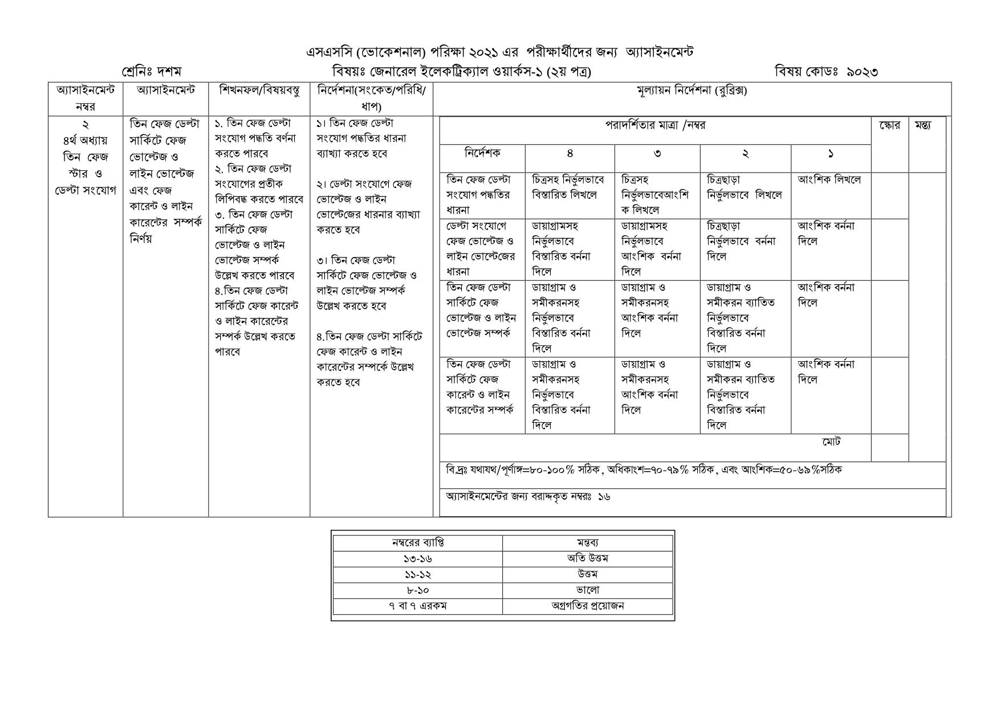 এসএসসি (ভোকেশনাল) পরিক্ষা ২০২১ এর পরীক্ষার্থীদের জন্য অ্যাসাইনমেন্ট
শ্রেনিঃ দশম বিষয়ঃ জেনারেল ইলেকট্রিক্যাল ওয়ার্কস-১ (২য় পত্র) বিষয় কোডঃ ৯০২৩
অ্যাসাইনমেন্ট
নম্বর
অ্যাসাইনমেন্ট
শিখনফল/বিষয়বস্তু
নির্দেশনা(সংকেত/পরিধি/
ধাপ)
মূল্যায়ন নির্দেশনা (রুব্রিক্স)
২
৪র্থ অধ্যায়
তিন ফেজ
স্টার ও
ডেল্টা সংযোগ
তিন ফেজ ডেল্টা
সার্কিটে ফেজ
ভোল্টেজ ও
লাইন ভোল্টেজ
এবং ফেজ
কারেন্ট ও লাইন
কারেন্টের সম্পর্ক
নির্ণয়
১. তিন ফেজ ডেল্টা
সংযোগ পদ্ধতি বর্ণনা
করতে পারবে
২. তিন ফেজ ডেল্টা
সংযোগের প্রতীক
লিপিবদ্ধ করতে পারবে
৩. তিন ফেজ ডেল্টা
সার্কিটে ফেজ
ভোল্টেজ ও লাইন
ভোল্টেজ সম্পর্ক
উল্লেখ করতে পারবে
৪.তিন ফেজ ডেল্টা
সার্কিটে ফেজ কারেন্ট
ও লাইন কারেন্টের
সম্পর্ক উল্লেখ করতে
পারবে
১। তিন ফেজ ডেল্টা
সংযোগ পদ্ধতির ধারনা
ব্যাখ্যা করতে হবে
২। ডেল্টা সংযোগে ফেজ
ভোল্টেজ ও লাইন
ভোল্টেজের ধারনার ব্যাখ্যা
করতে হবে
৩। তিন ফেজ ডেল্টা
সার্কিটে ফেজ ভোল্টেজ ও
লাইন ভোল্টেজ সম্পর্ক
উল্লেখ করতে হবে
৪.তিন ফেজ ডেল্টা সার্কিটে
ফেজ কারেন্ট ও লাইন
কারেন্টের সম্পর্কে উল্লেখ
করতে হবে
পরাদর্শিতার মাত্রা /নম্বর
স্কোর
মন্ত্য
নির্দেশক ৪ ৩ ২ ১
তিন ফেজ ডেল্টা
সংযোগ পদ্ধতির
ধারনা
চিত্রসহ নির্ভুলভাবে
বিস্তারিত লিখলে
চিত্রসহ
নির্ভুলভাবেআংশি
ক লিখলে
চিত্রছাড়া
নির্ভুলভাবে লিখলে
আংশিক লিখলে
ডেল্টা সংযোগে
ফেজ ভোল্টেজ ও
লাইন ভোল্টেজের
ধারনা
ডায়াগ্রামসহ
নির্ভুলভাবে
বিস্তারিত বর্ননা
দিলে
ডায়াগ্রামসহ
নির্ভুলভাবে
আংশিক বর্ননা
দিলে
চিত্রছাড়া
নির্ভুলভাবে বর্ননা
দিলে
আংশিক বর্ননা
দিলে
তিন ফেজ ডেল্টা
সার্কিটে ফেজ
ভোল্টেজ ও লাইন
ভোল্টেজ সম্পর্ক
ডায়াগ্রাম ও
সমীকরনসহ
নির্ভুলভাবে
বিস্তারিত বর্ননা
দিলে
ডায়াগ্রাম ও
সমীকরনসহ
আংশিক বর্ননা
দিলে
ডায়াগ্রাম ও
সমীকরন ব্যাতিত
নির্ভুলভাবে
বিস্তারিত বর্ননা
দিলে
আংশিক বর্ননা
দিলে
তিন ফেজ ডেল্টা
সার্কিটে ফেজ
কারেন্ট ও লাইন
কারেন্টের সম্পর্ক
ডায়াগ্রাম ও
সমীকরনসহ
নির্ভুলভাবে
বিস্তারিত বর্ননা
দিলে
ডায়াগ্রাম ও
সমীকরনসহ
আংশিক বর্ননা
দিলে
ডায়াগ্রাম ও
সমীকরন ব্যাতিত
নির্ভুলভাবে
বিস্তারিত বর্ননা
দিলে
আংশিক বর্ননা
দিলে
মোট
বি.দ্রঃ যথাযথ/পূর্ণাঙ্গ=৮০-১০০% সঠিক, অধিকাংশ=৭০-৭৯% সঠিক, এবং আংশিক=৫০-৬৯%সঠিক
অ্যাসাইনমেন্টের জন্য বরাদ্দকৃত নম্বরঃ ১৬
নম্বরের ব্যাপ্তি মন্তব্য
১৩-১৬ অতি উত্তম
১১-১২ উত্তম
৮-১০ ভালো
৭ বা ৭ এরকম অগ্রগতির প্রয়োজন